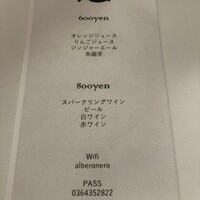 600yen
オレンジジュース
りんごジュース
ジンジャーエール
烏龍茶
800yen
スパークリングワイン
ビール
白ワイン
赤ワイン
Wifi
alberonero
PASS
0364352822